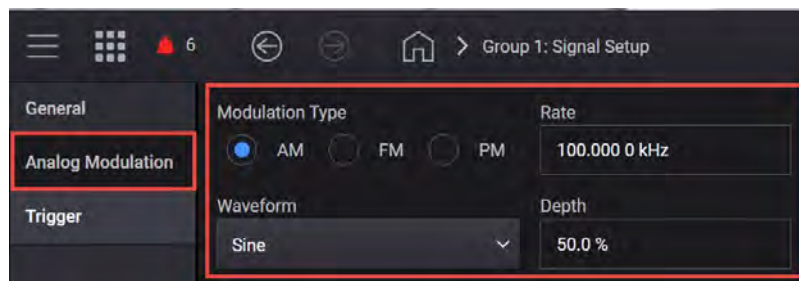 6 > Group 1: Signal Setup
General
Analog Modulation
Trigger
Modulation Type
AM FM PM
Rate
100.000 0 kHz
Waveform
Sine
Depth
50.0 %